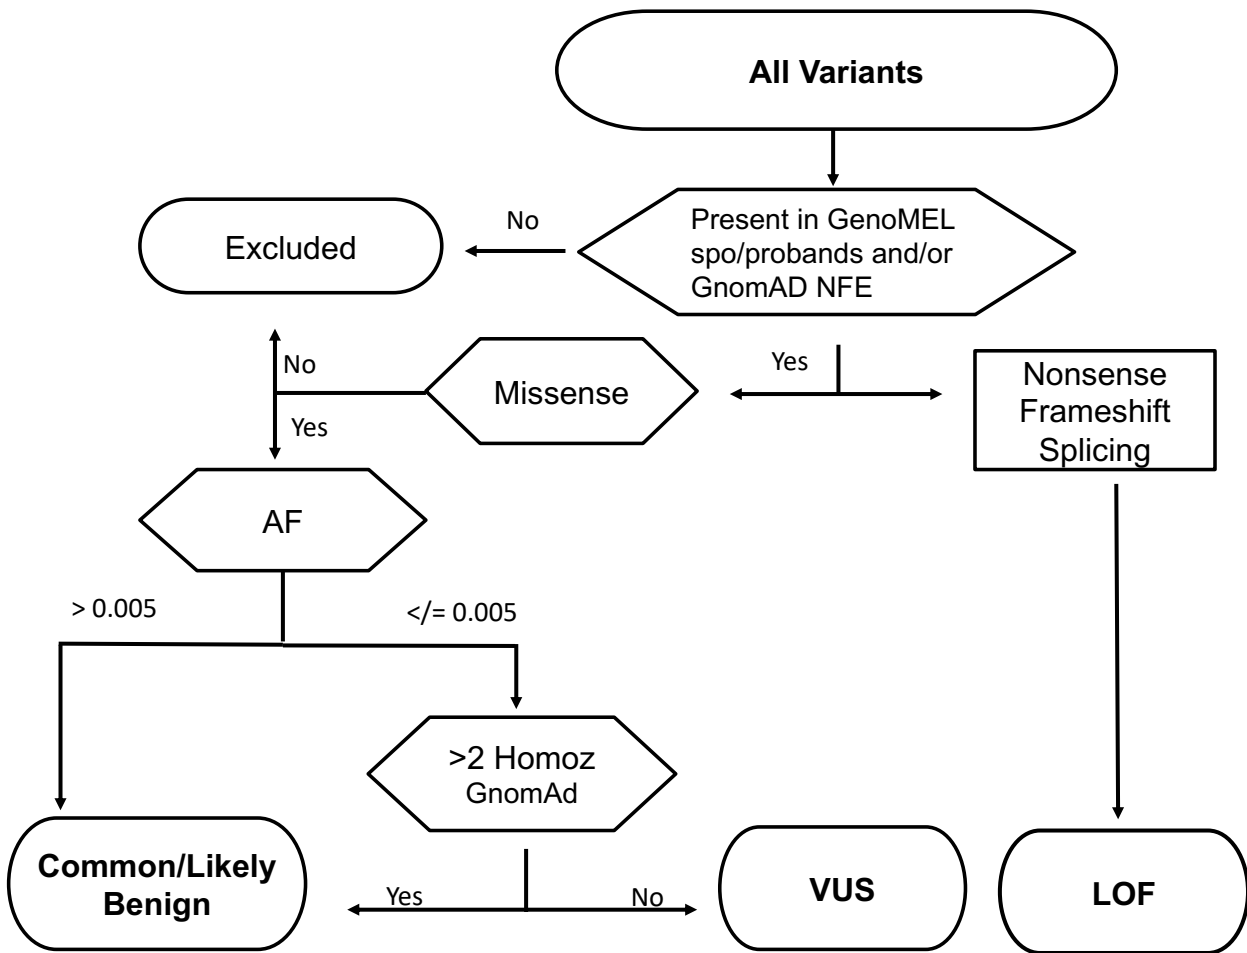 All Variants
Present in GenoMEL
spo/probands and/or
GnomAD NFE
No
Excluded
Yes
Missense
Nonsense
Frameshift
Splicing
No
Yes
AF
> 0.005
</= 0.005
>2 Homoz
GnomAd
Common/Likely
Benign
Yes
No
VUS
LOF